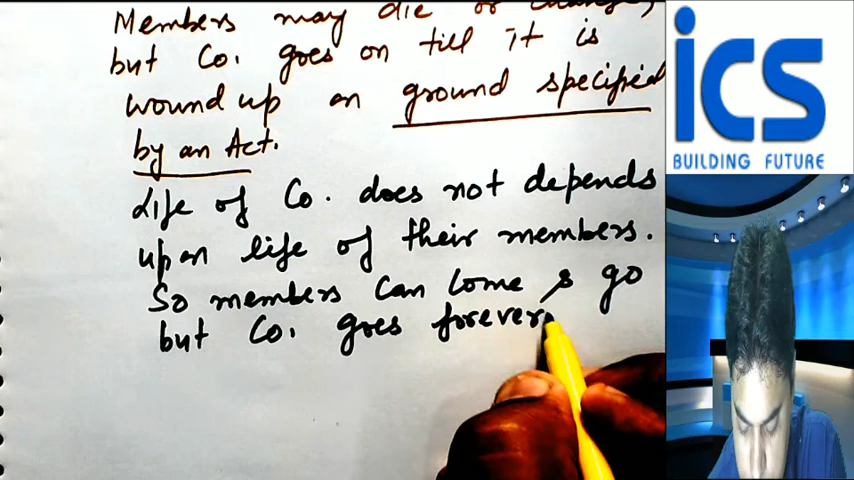 Members may die or change,
but Co. goes on till it is
wound up on ground specified
by an Act.
Life of Co. does not depends
upon life of their members.
So members can come & go
but Co. goes forever
ics
BUILDING FUTURE